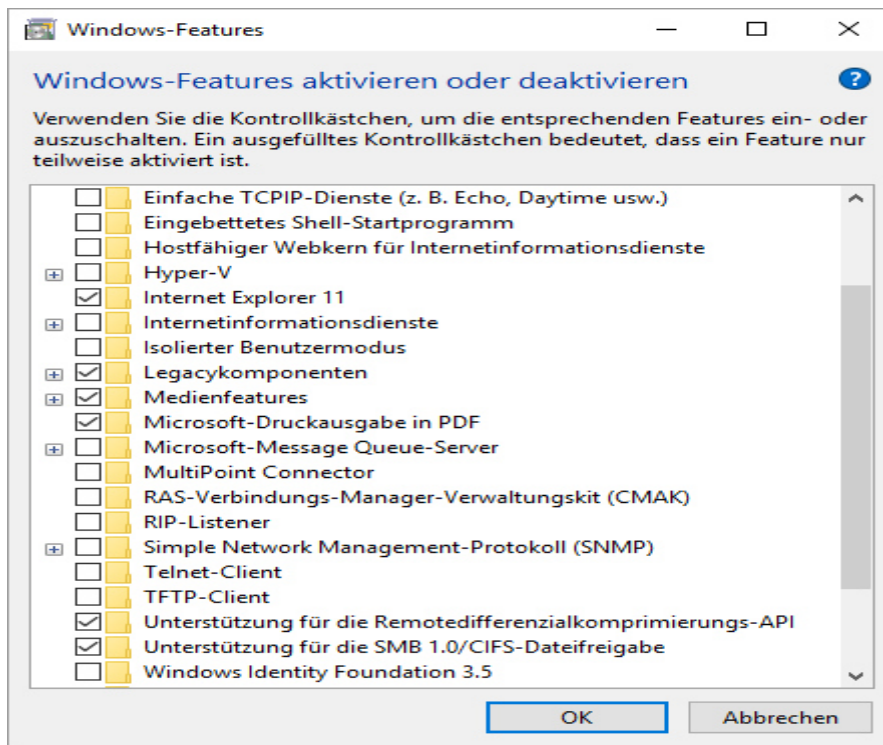 Windows-Features
Windows-Features aktivieren oder deaktivieren
Verwenden Sie die Kontrollkästchen, um die entsprechenden Features ein- oder
auszuschalten. Ein ausgefülltes Kontrollkästchen bedeutet, dass ein Feature nur
teilweise aktiviert ist.
Einfache TCPIP-Dienste (z. B. Echo, Daytime usw.)
Eingebettetes Shell-Startprogramm
Hostfähiger Webkern für Internetinformationsdienste
Hyper-V
Internet Explorer 11
Internetinformationsdienste
Isolierter Benutzermodus
Legacykomponenten
Medienfeatures
Microsoft-Druckausgabe in PDF
Microsoft-Message Queue-Server
MultiPoint Connector
RAS-Verbindungs-Manager-Verwaltungskit (CMAK)
RIP-Listener
Simple Network Management-Protokoll (SNMP)
Telnet-Client
TFTP-Client
Unterstützung für die Remotedifferenzialkomprimierungs-API
Unterstützung für die SMB 1.0/CIFS-Dateifreigabe
Windows Identity Foundation 3.5
OK
Abbrechen